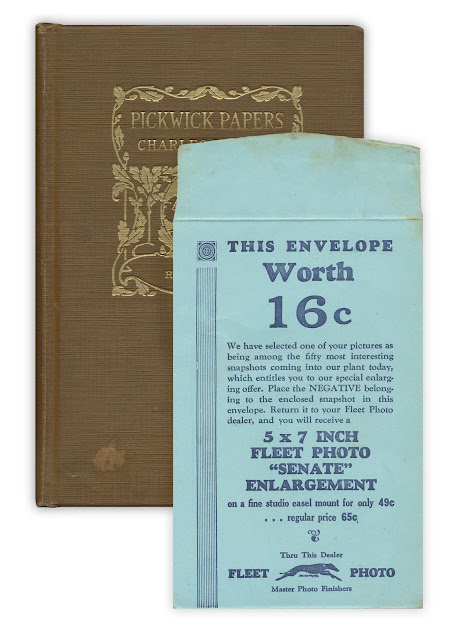 PICKWICK PAPERS
CHARLES
THIS ENVELOPE
Worth
16c
We have selected one of your pictures as
being among the fifty most interesting
snapshots coming into our plant today,
which entitles you to our special enlarg-
ing offer. Place the NEGATIVE belong-
ing to the enclosed snapshot in this
envelope. Return it to your Fleet Photo
dealer, and you will receive a
5 x 7 INCH
FLEET PHOTO
"SENATE"
ENLARGEMENT
on a fine studio easel mount for only 49c
... regular price 65c
Thru This Dealer
FLEET PHOTO
Master Photo Finishers